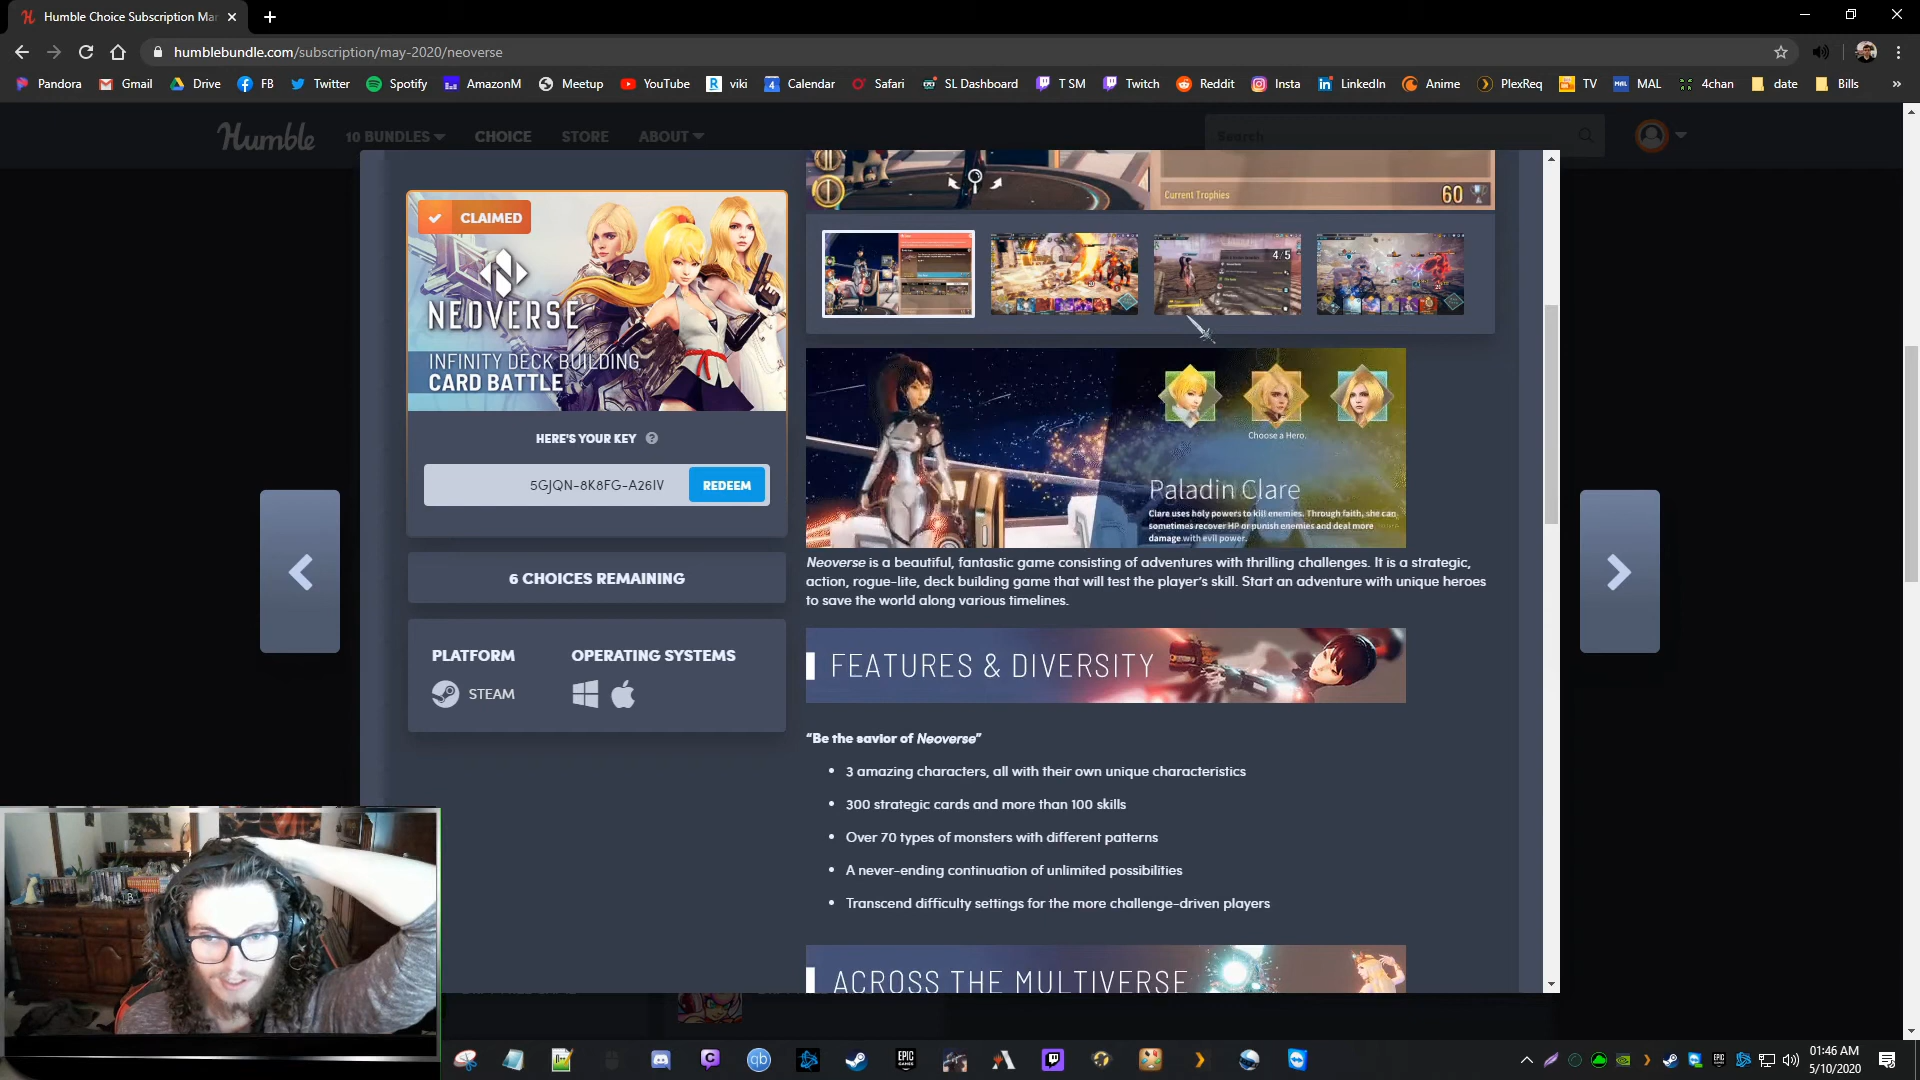 Humble Choice Subscription Mar
humblebundle.com/subscription/may-2020/neoverse
Pandora Gmail Drive FB Twitter Spotify AmazonM Meetup YouTube viki Calendar Safari SL Dashboard T SM Twitch Reddit Insta LinkedIn Anime PlexReq TV MAL 4chan date Bills
Humble 10 BUNDLES CHOICE STORE ABOUT Search
Current Trophies 60
CLAIMED
NEOVERSE
INFINITY DECK BUILDING
CARD BATTLE
4/5
HERE'S YOUR KEY
5GJQN-8K8FG-A26IV REDEEM
6 CHOICES REMAINING
PLATFORM OPERATING SYSTEMS
STEAM
Choose a Hero.
Paladin Clare
Clare uses holy powers to kill enemies. Through faith, she can
sometimes recover HP or punish enemies and deal more
damage with evil power.
Neoverse is a beautiful, fantastic game consisting of adventures with thrilling challenges. It is a strategic,
action, rogue-lite, deck building game that will test the player's skill. Start an adventure with unique heroes
to save the world along various timelines.
FEATURES & DIVERSITY
“Be the savior of Neoverse”
• 3 amazing characters, all with their own unique characteristics
• 300 strategic cards and more than 100 skills
• Over 70 types of monsters with different patterns
• A never-ending continuation of unlimited possibilities
• Transcend difficulty settings for the more challenge-driven players
ACROSS THE MULTIVERSE
01:46 AM
5/10/2020